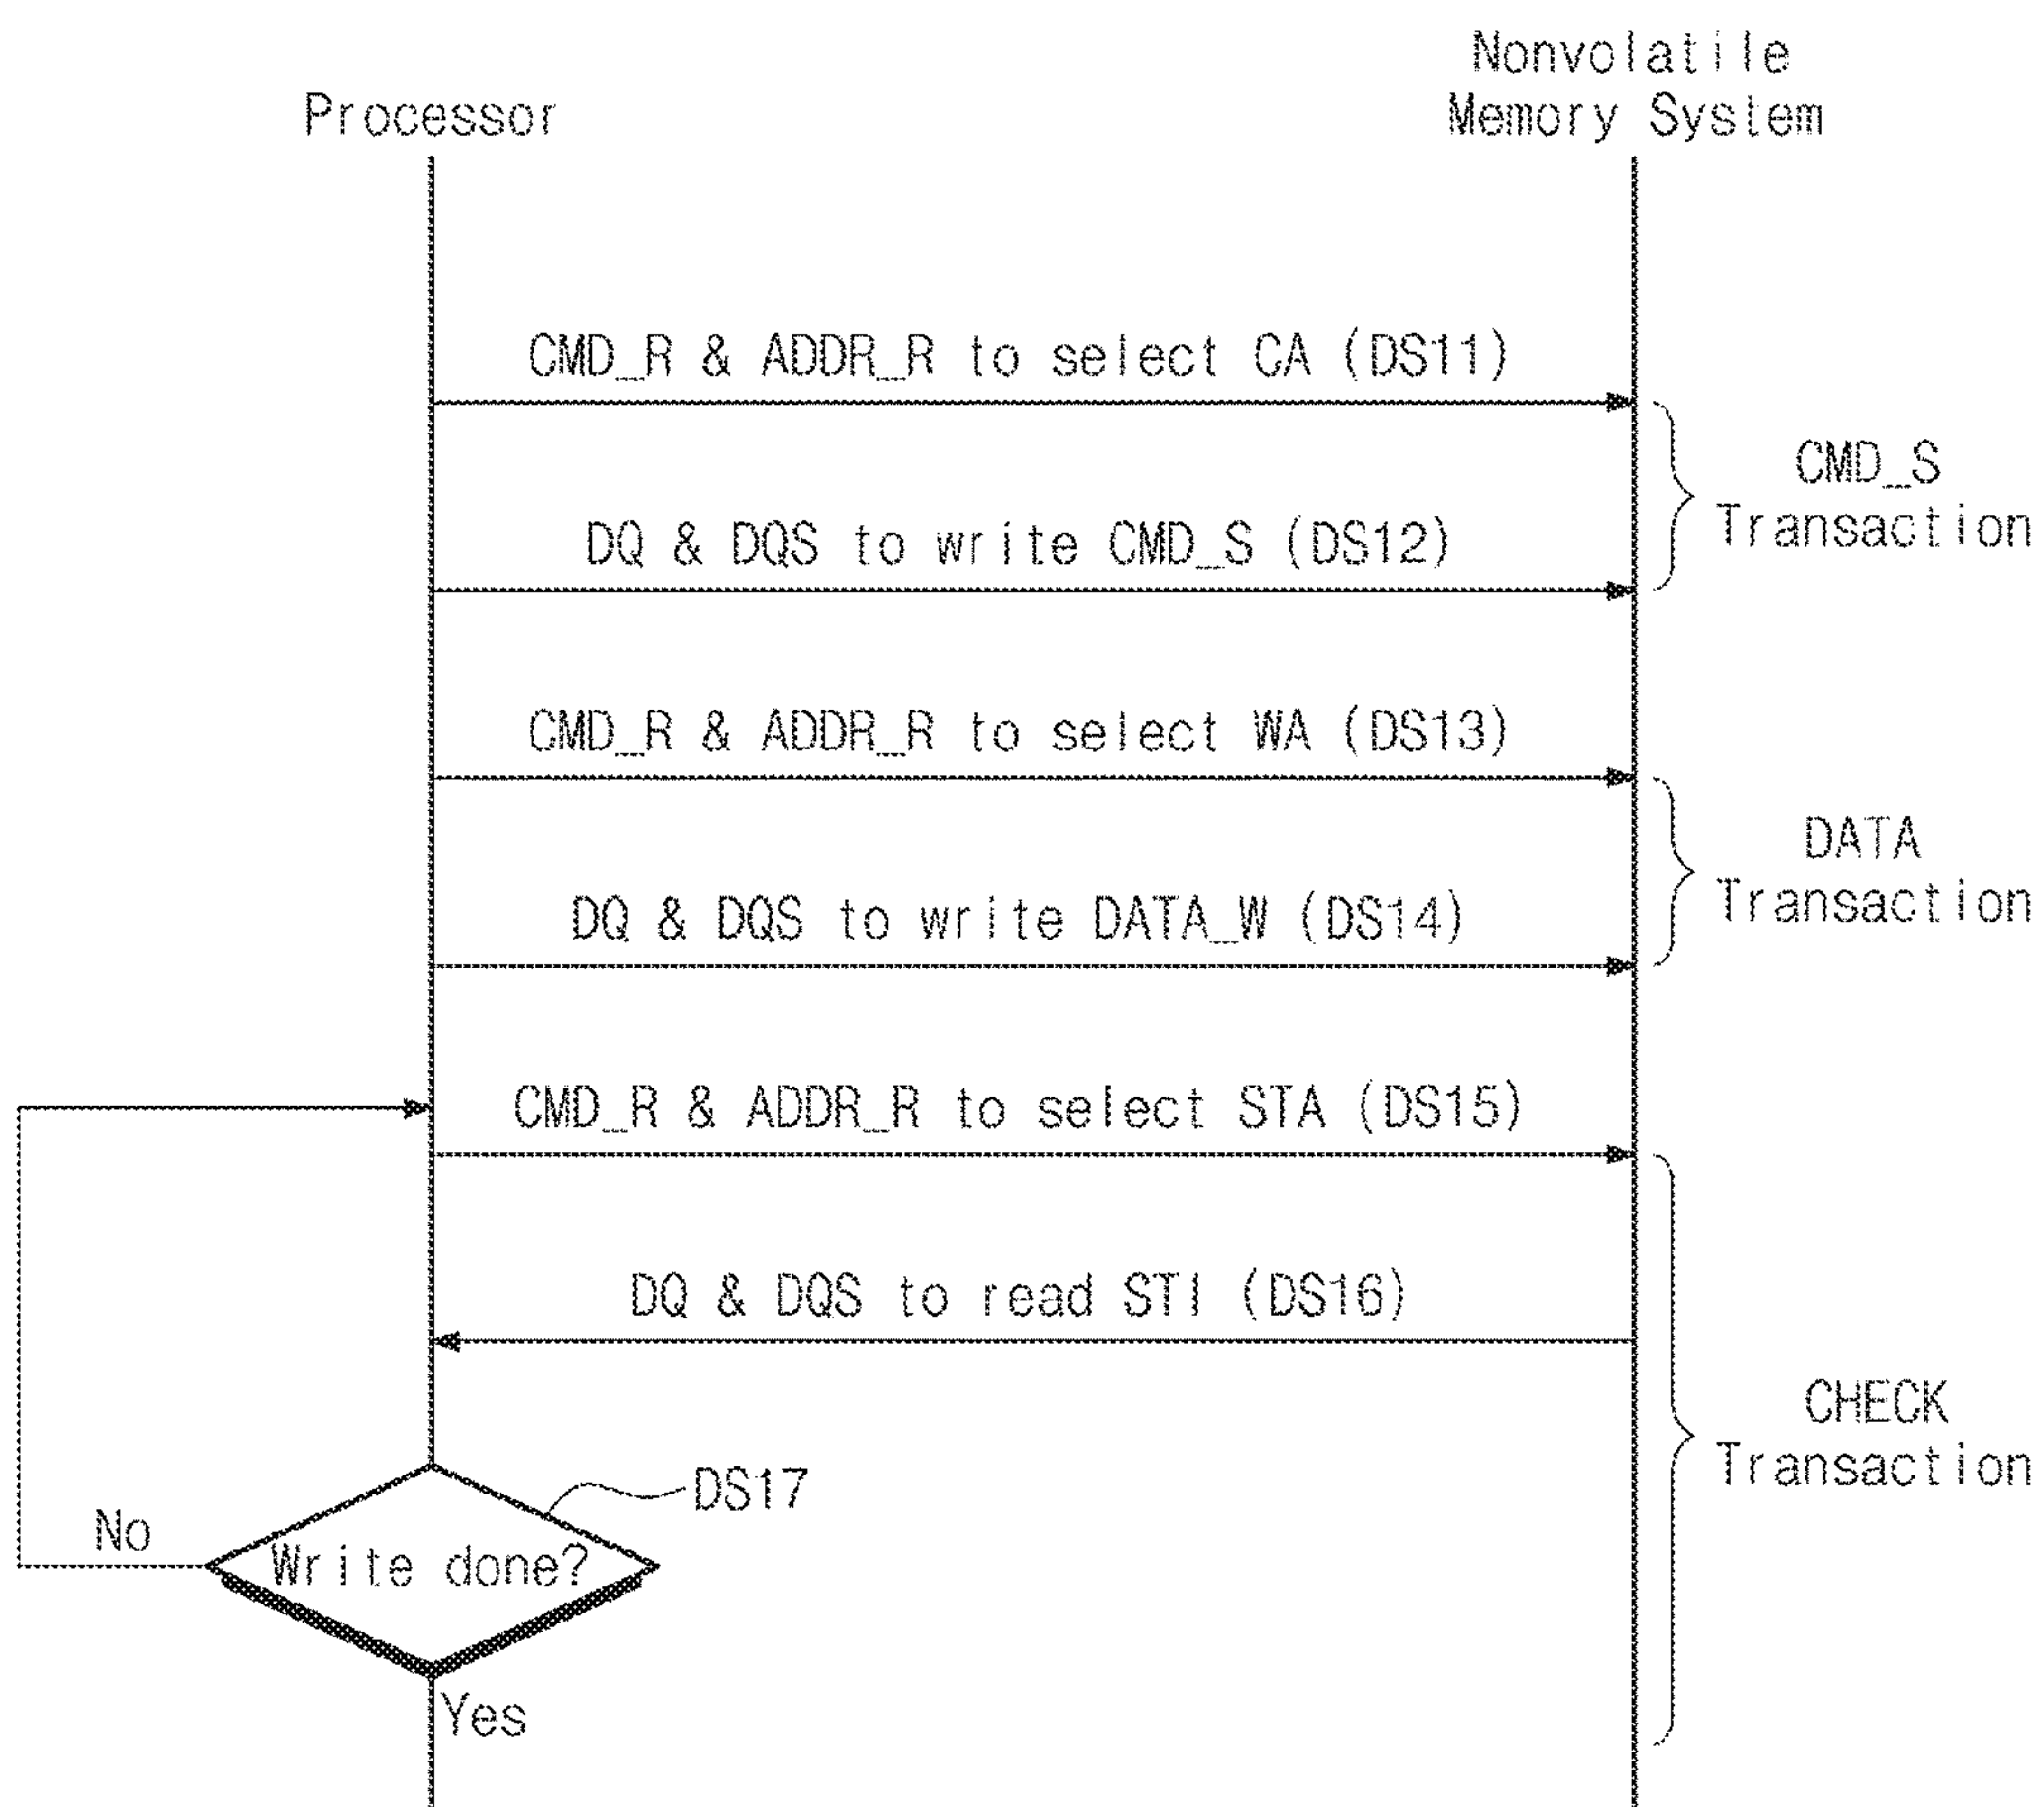 Processor
Nonvolatile
Memory System
CMD_R & ADDR_R to select CA (DS11)
CMD_S
Transaction
DQ & DQS to write CMD_S (DS12)
CMD_R & ADDR_R to select WA (DS13)
DATA
Transaction
DQ & DQS to write DATA_W (DS14)
CMD_R & ADDR_R to select STA (DS15)
DQ & DQS to read STI (DS16)
CHECK
Transaction
DS17
No
Write done?
Yes